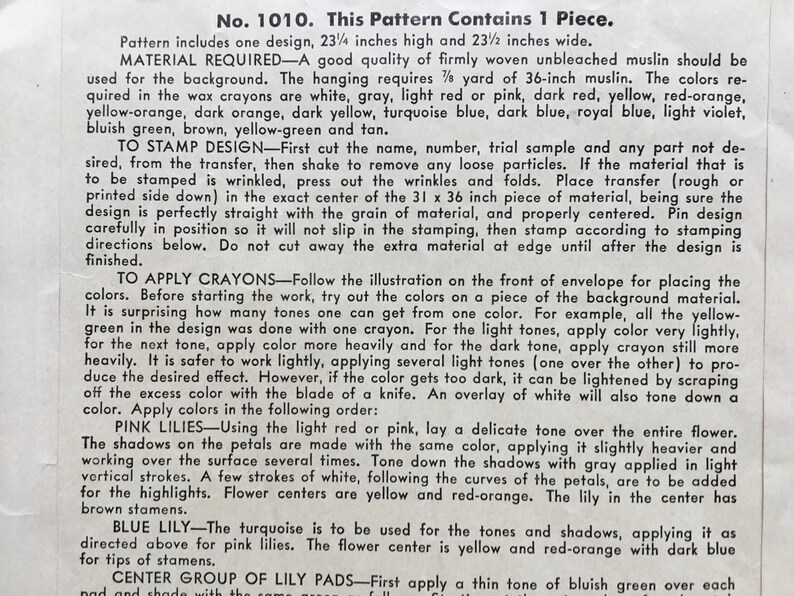 No. 1010. This Pattern Contains 1 Piece.
Pattern includes one design, 23¼ inches high and 23½ inches wide.
MATERIAL REQUIRED—A good quality of firmly woven unbleached muslin should be
used for the background. The hanging requires ⅞ yard of 36-inch muslin. The colors re-
quired in the wax crayons are white, gray, light red or pink, dark red, yellow, red-orange,
yellow-orange, dark orange, dark yellow, turquoise blue, dark blue, royal blue, light violet,
bluish green, brown, yellow-green and tan.
TO STAMP DESIGN—First cut the name, number, trial sample and any part not de-
sired, from the transfer, then shake to remove any loose particles. If the material that is
to be stamped is wrinkled, press out the wrinkles and folds. Place transfer (rough or
printed side down) in the exact center of the 31 x 36 inch piece of material, being sure the
design is perfectly straight with the grain of material, and properly centered. Pin design
carefully in position so it will not slip in the stamping, then stamp according to stamping
directions below. Do not cut away the extra material at edge until after the design is
finished.
TO APPLY CRAYONS—Follow the illustration on the front of envelope for placing the
colors. Before starting the work, try out the colors on a piece of the background material.
It is surprising how many tones one can get from one color. For example, all the yellow-
green in the design was done with one crayon. For the light tones, apply color very lightly,
for the next tone, apply color more heavily and for the dark tone, apply crayon still more
heavily. It is safer to work lightly, applying several light tones (one over the other) to pro-
duce the desired effect. However, if the color gets too dark, it can be lightened by scraping
off the excess color with the blade of a knife. An overlay of white will also tone down a
color. Apply colors in the following order:
PINK LILIES—Using the light red or pink, lay a delicate tone over the entire flower.
The shadows on the petals are made with the same color, applying it slightly heavier and
working over the surface several times. Tone down the shadows with gray applied in light
vertical strokes. A few strokes of white, following the curves of the petals, are to be added
for the highlights. Flower centers are yellow and red-orange. The lily in the center has
brown stamens.
BLUE LILY—The turquoise is to be used for the tones and shadows, applying it as
directed above for pink lilies. The flower center is yellow and red-orange with dark blue
for tips of stamens.
CENTER GROUP OF LILY PADS—First apply a thin tone of bluish green over each
pad and shade with the same green